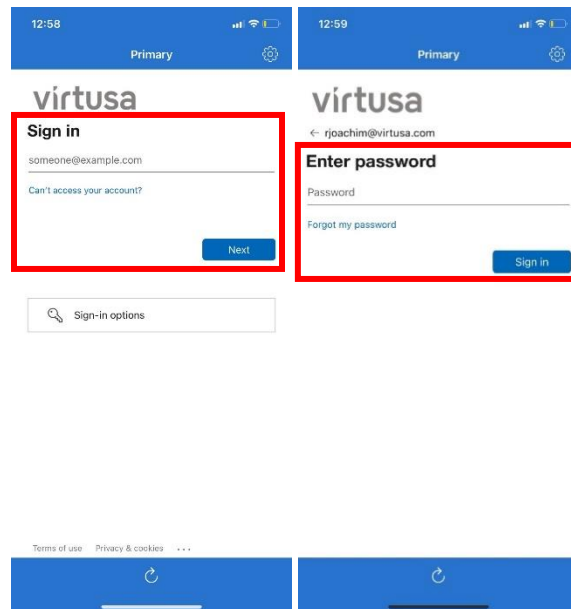 12:58
Primary
virtusa
Sign in
someone@example.com
Can't access your account?
Next
Sign-in options
Terms of use Privacy & cookies ...
12:59
Primary
virtusa
← rjoachim@virtusa.com
Enter password
Password
Forgot my password
Sign in